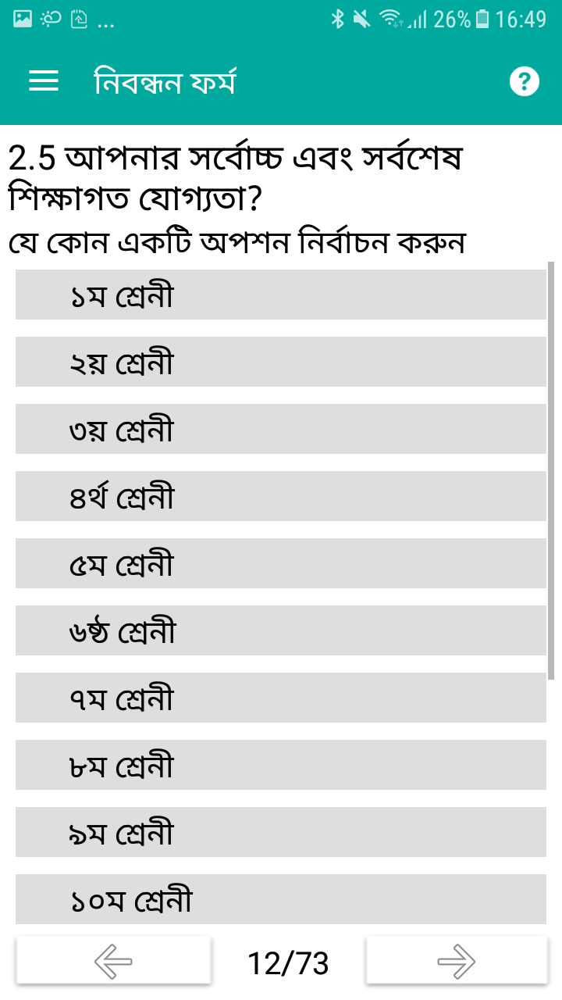 ... 26% 16:49
নিবন্ধন ফর্ম ?
2.5 আপনার সর্বোচ্চ এবং সর্বশেষ
শিক্ষাগত যোগ্যতা?
যে কোন একটি অপশন নির্বাচন করুন
১ম শ্রেনী
২য় শ্রেনী
৩য় শ্রেনী
৪র্থ শ্রেনী
৫ম শ্রেনী
৬ষ্ঠ শ্রেনী
৭ম শ্রেনী
৮ম শ্রেনী
৯ম শ্রেনী
১০ম শ্রেনী
12/73